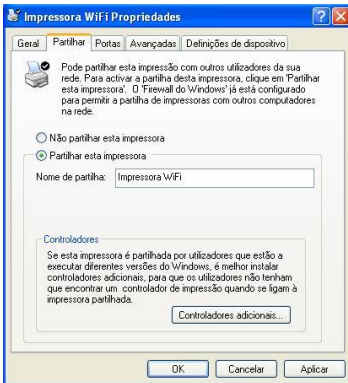 Impressora WiFi Propriedades
Geral Partilhar Portas Avançadas Definições de dispositivo
Pode partilhar esta impressão com outros utilizadores da sua
rede. Para activar a partilha desta impressora, clique em 'Partilhar
esta impressora'. O 'Firewall do Windows' já está configurado
para permitir a partilha de impressoras com outros computadores
na rede.
Não partilhar esta impressora
Partilhar esta impressora
Nome de partilha: Impressora WiFi
Controladores
Se esta impressora é partilhada por utilizadores que estão a
executar diferentes versões do Windows, é melhor instalar
controladores adicionais, para que os utilizadores não tenham
que encontrar um controlador de impressão quando se ligam à
impressora partilhada.
Controladores adicionais...
OK Cancelar Aplicar